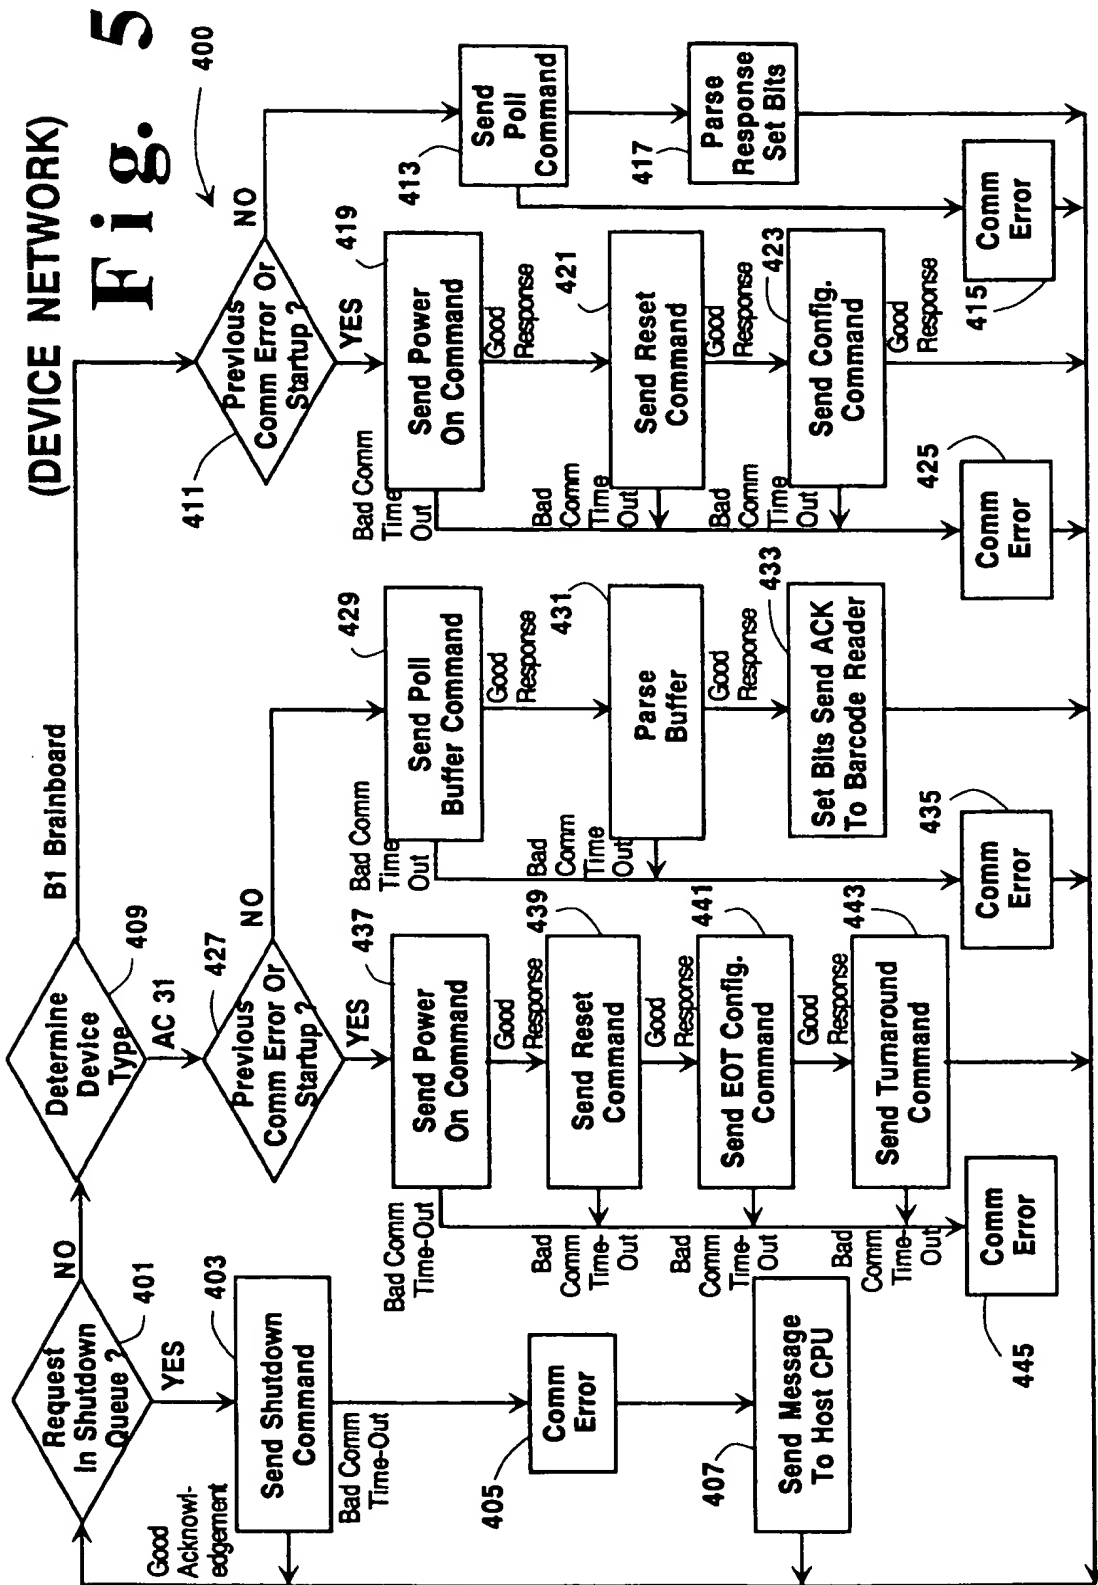 (DEVICE NETWORK)
Fig. 5
400
Request
In Shutdown
Queue ?
401
NO
YES
Good
Acknowl-
edgement
403
Send Shutdown
Command
Bad Comm
Time-Out
405
Comm
Error
407
Send Message
To Host CPU
Determine
Device
Type
409
B1 Brainboard
AC 31
427
Previous
Comm Error Or
Startup ?
NO
YES
437
Send Power
On Command
Bad Comm
Time-Out
Good
Response
439
Send Reset
Command
Bad
Comm
Time-
Out
Good
Response
441
Send EOT Config.
Command
Bad
Comm
Time-
Out
Good
Response
443
Send Turnaround
Command
Bad
Comm
Time-
Out
Comm
Error
445
429
Send Poll
Buffer Command
Bad Comm
Time
Out
Good
Response
431
Parse
Buffer
Bad
Comm
Time
Out
Good
Response
433
Set Bits Send ACK
To Barcode Reader
435
Comm
Error
411
Previous
Comm Error Or
Startup ?
NO
YES
419
Send Power
On Command
Bad Comm
Time
Out
Good
Response
421
Send Reset
Command
Bad
Comm
Time
Out
Good
Response
423
Send Config.
Command
Bad
Comm
Time
Out
Good
Response
425
Comm
Error
413
Send
Poll
Command
417
Parse
Response
Set Bits
415
Comm
Error